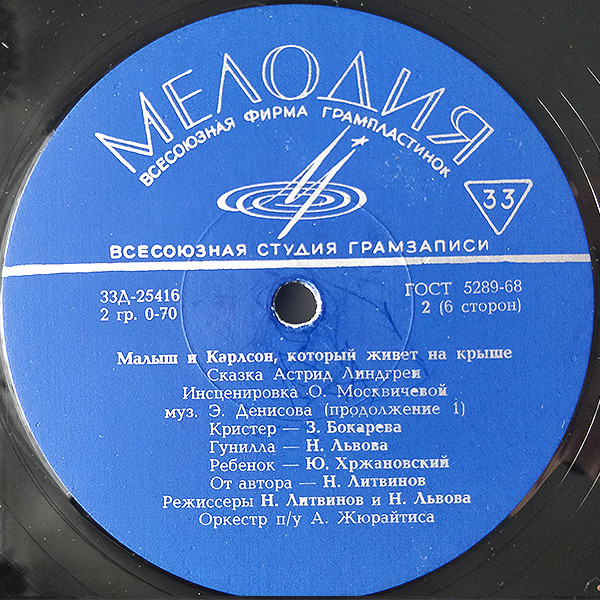 МЕЛОДИЯ
ВСЕСОЮЗНАЯ ФИРМА ГРАМПЛАСТИНОК
33
ВСЕСОЮЗНАЯ СТУДИЯ ГРАМЗАПИСИ
33Д-25416
2 гр. 0-70
ГОСТ 5289-68
2 (6 сторон)
Малыш и Карлсон, который живет на крыше
Сказка Астрид Линдгрен
Инсценировка О. Москвичевой
муз. Э. Денисова (продолжение 1)
Кристер — З. Бокарева
Гунилла — Н. Львова
Ребенок — Ю. Хржановский
От автора — Н. Литвинов
Режиссеры Н. Литвинов и Н. Львова
Оркестр п/у А. Жюрайтиса